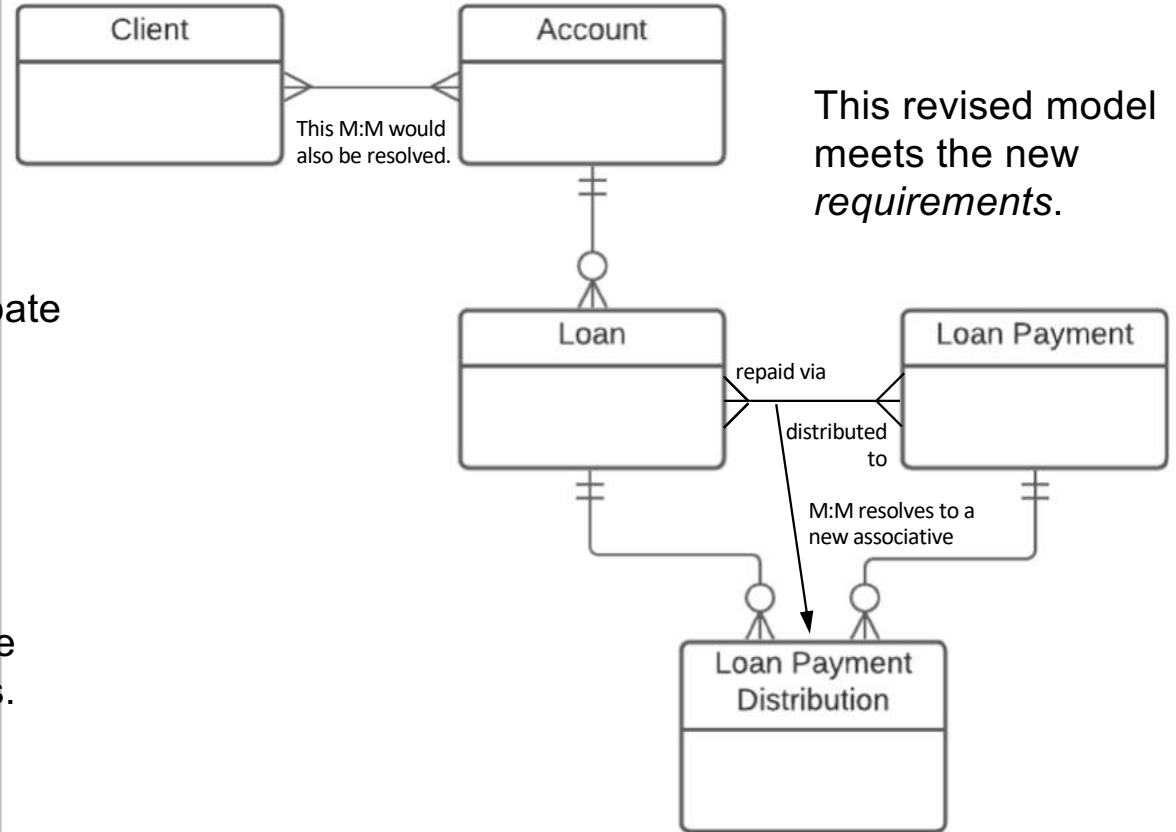 Client
Account
This M:M would
also be resolved.
This revised model
meets the new
requirements.
Loan
Loan Payment
repaid via
distributed
to
M:M resolves to a
new associative
Loan Payment
Distribution